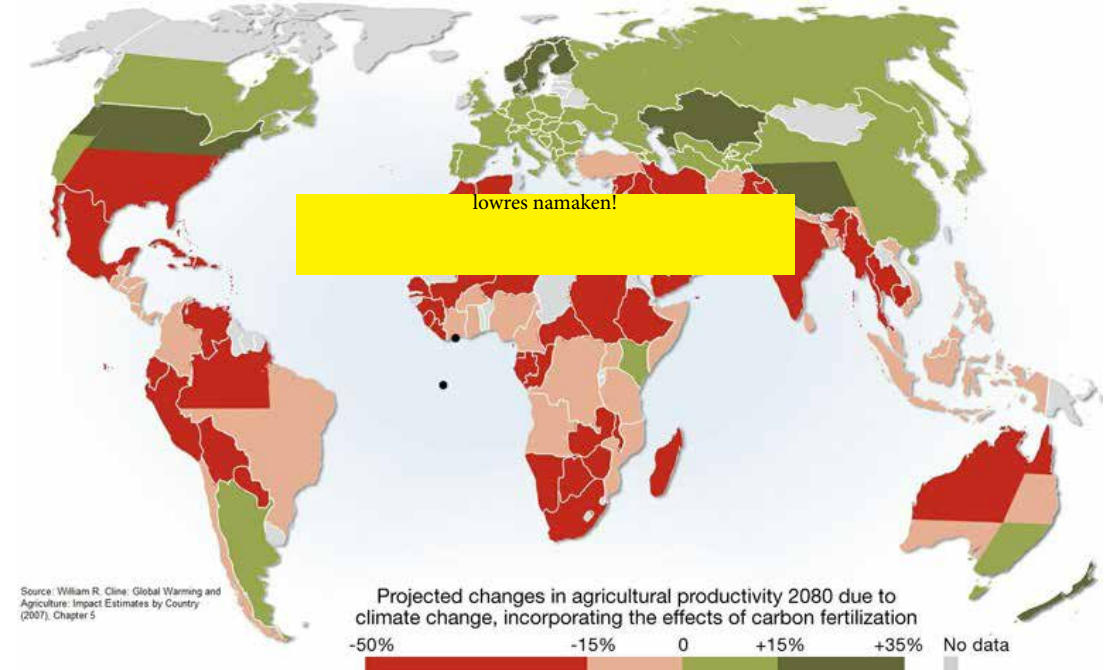 lowres namaken!
Source: William R. Cline: Global Warming and
Agriculture: Impact Estimates by Country
(2007), Chapter 5
Projected changes in agricultural productivity 2080 due to
climate change, incorporating the effects of carbon fertilization
-50% -15% 0 +15% +35% No data